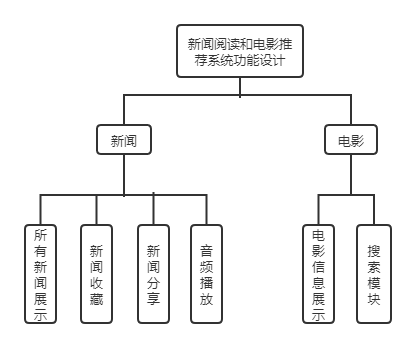 新闻阅读和电影推
荐系统功能设计
新闻
电影
所有新闻展示
新闻收藏
新闻分享
音频播放
电影信息展示
搜索模块